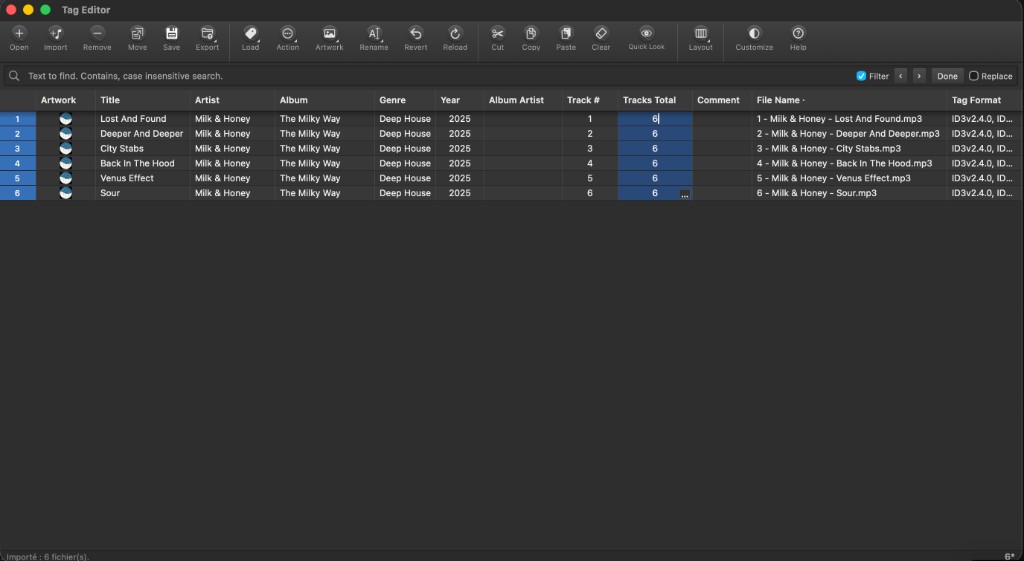 Tag Editor
Open Import Remove Move Save Export Load Action Artwork Rename Revert Reload Cut Copy Paste Clear Quick Look Layout Customize Help
Text to find. Contains, case insensitive search. Filter ‹ › Done Replace
Artwork Title Artist Album Genre Year Album Artist Track # Tracks Total Comment File Name Tag Format
1 Lost And Found Milk & Honey The Milky Way Deep House 2025 1 6 1 - Milk & Honey - Lost And Found.mp3 ID3v2.4.0, ID...
2 Deeper And Deeper Milk & Honey The Milky Way Deep House 2025 2 6 2 - Milk & Honey - Deeper And Deeper.mp3 ID3v2.4.0, ID...
3 City Stabs Milk & Honey The Milky Way Deep House 2025 3 6 3 - Milk & Honey - City Stabs.mp3 ID3v2.4.0, ID...
4 Back In The Hood Milk & Honey The Milky Way Deep House 2025 4 6 4 - Milk & Honey - Back In The Hood.mp3 ID3v2.4.0, ID...
5 Venus Effect Milk & Honey The Milky Way Deep House 2025 5 6 5 - Milk & Honey - Venus Effect.mp3 ID3v2.4.0, ID...
6 Sour Milk & Honey The Milky Way Deep House 2025 6 6 ... 6 - Milk & Honey - Sour.mp3 ID3v2.4.0, ID...
Importé : 6 fichier(s). 6*